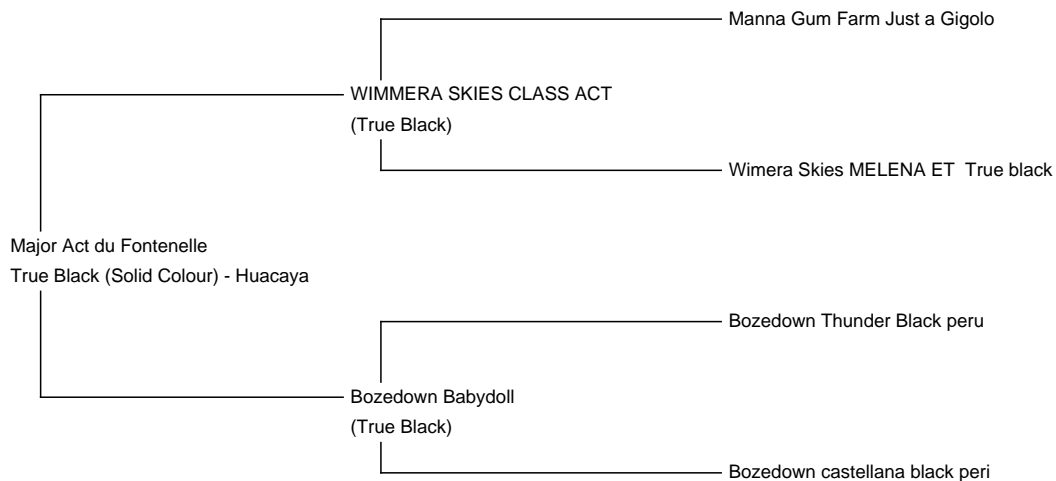 Manna Gum Farm Just a Gigolo
WIMMERA SKIES CLASS ACT
(True Black)
Wimera Skies MELENA ET  True black
Major Act du Fontenelle
True Black (Solid Colour) - Huacaya
Bozedown Thunder Black peru
Bozedown Babydoll
(True Black)
Bozedown castellana black peri